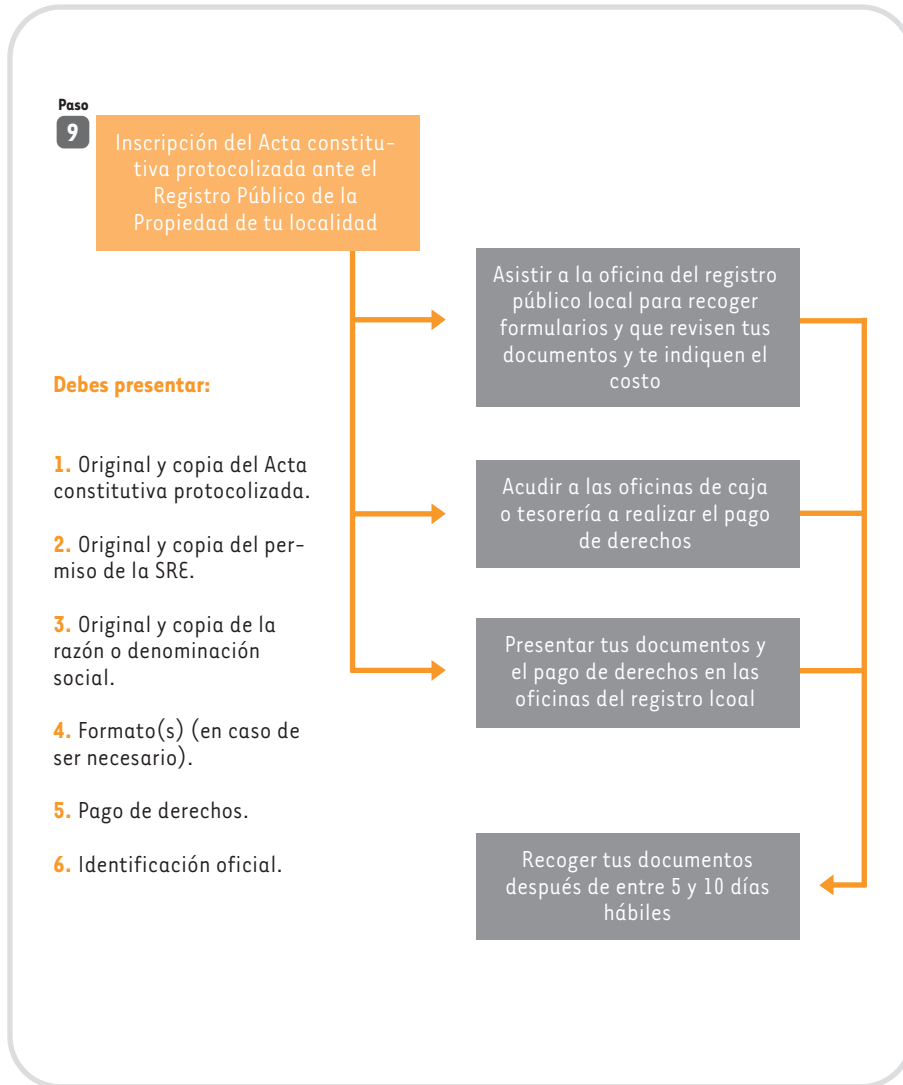 Paso
9
Inscripción del Acta constitu-
tiva protocolizada ante el
Registro Público de la
Propiedad de tu localidad
Asistir a la oficina del registro
público local para recoger
formularios y que revisen tus
documentos y te indiquen el
costo
Debes presentar:
1. Original y copia del Acta
constitutiva protocolizada.
2. Original y copia del per-
miso de la SRE.
3. Original y copia de la
razón o denominación
social.
4. Formato(s) (en caso de
ser necesario).
5. Pago de derechos.
6. Identificación oficial.
Acudir a las oficinas de caja
o tesorería a realizar el pago
de derechos
Presentar tus documentos y
el pago de derechos en las
oficinas del registro lcoal
Recoger tus documentos
después de entre 5 y 10 días
hábiles